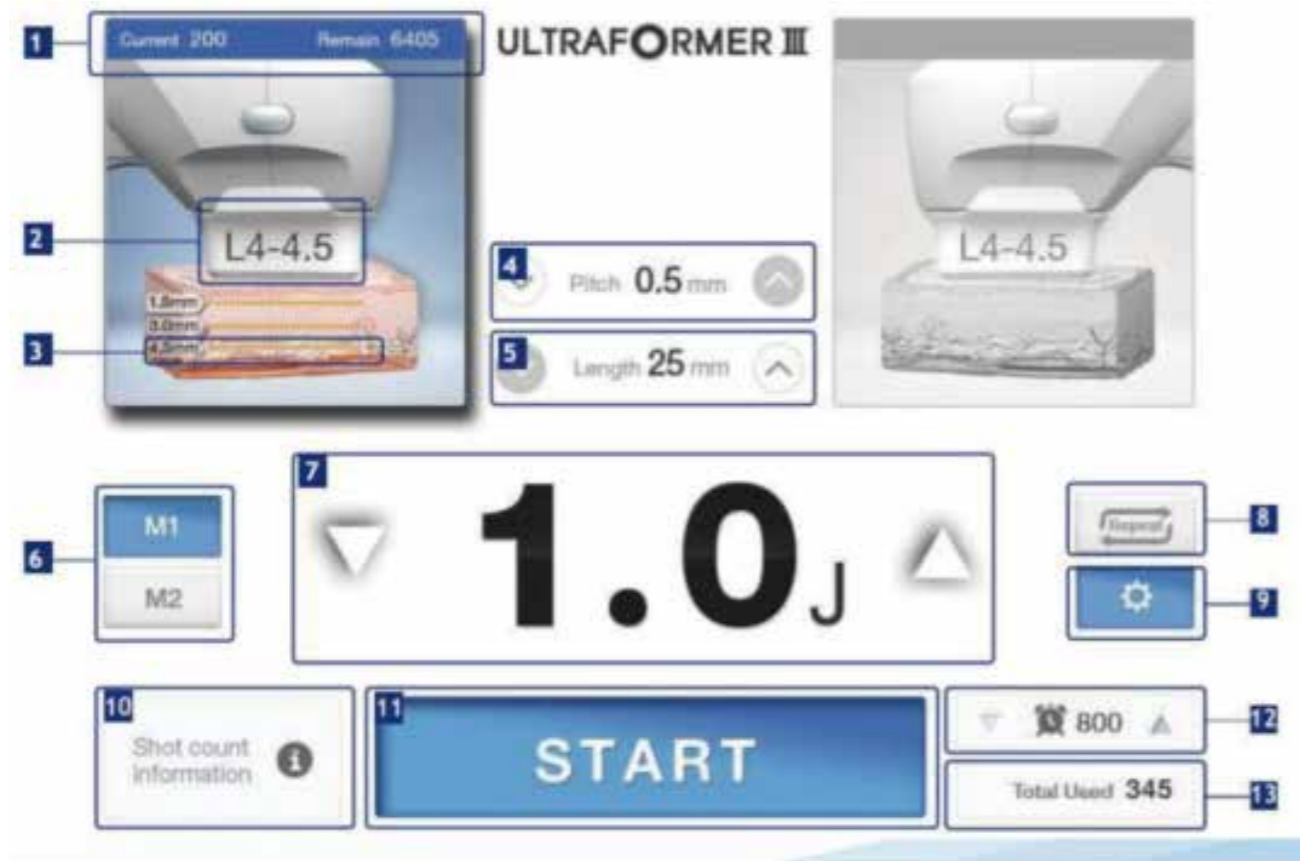 1
Current 200 Remain 6405
ULTRAFORMER III
2
L4-4.5
L4-4.5
4
Pitch 0.5 mm
1.5mm
3.0mm
3
4.5mm
5
Length 25 mm
7
M1
1.0J
8
Repeat
6
M2
9
10
11
Shot count
information
START
800
12
Total Used 345
13